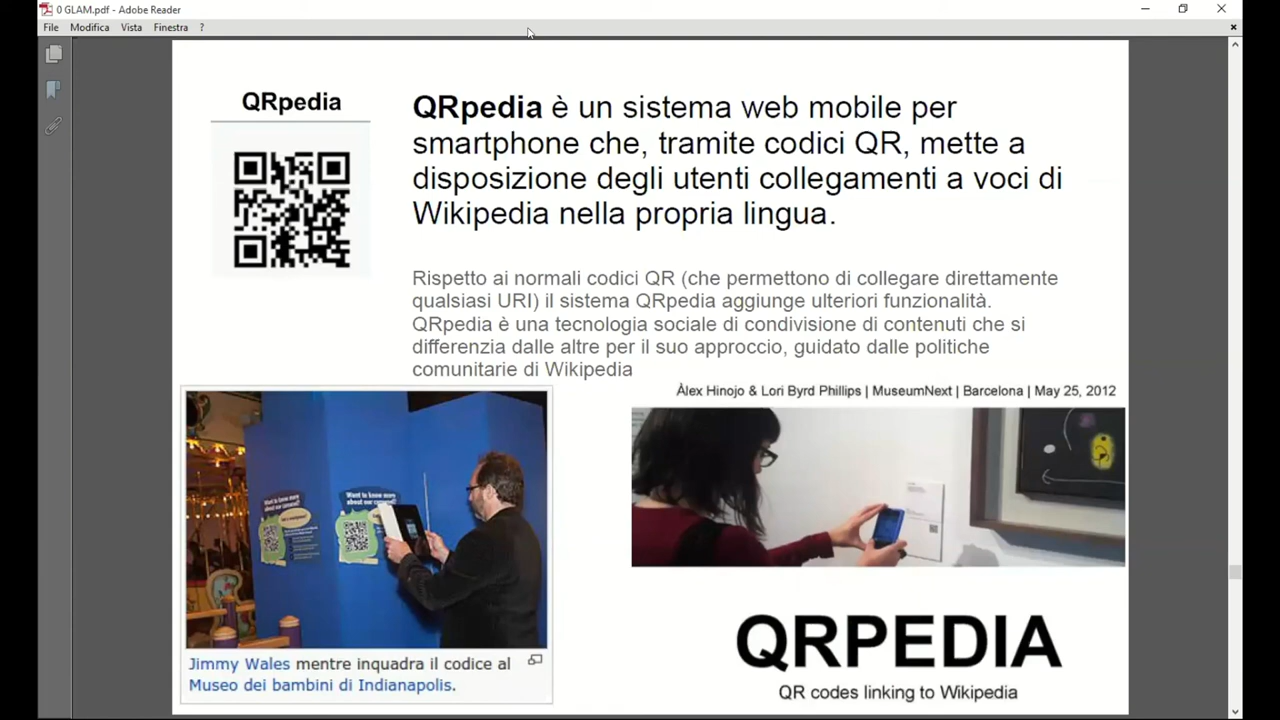 0 GLAM.pdf - Adobe Reader
File Modifica Vista Finestra ?
QRpedia
QRpedia è un sistema web mobile per
smartphone che, tramite codici QR, mette a
disposizione degli utenti collegamenti a voci di
Wikipedia nella propria lingua.
Rispetto ai normali codici QR (che permettono di collegare direttamente
qualsiasi URI) il sistema QRpedia aggiunge ulteriori funzionalità.
QRpedia è una tecnologia sociale di condivisione di contenuti che si
differenzia dalle altre per il suo approccio, guidato dalle politiche
comunitarie di Wikipedia
Àlex Hinojo & Lori Byrd Phillips | MuseumNext | Barcelona | May 25, 2012
Want to know more
about our carousel?
Want to know more
about our carousel?
Jimmy Wales mentre inquadra il codice al
Museo dei bambini di Indianapolis.
QRPEDIA
QR codes linking to Wikipedia